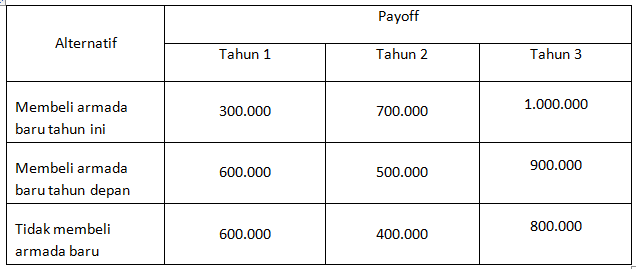 Alternatif
Payoff
Tahun 1
Tahun 2
Tahun 3
Membeli armada
baru tahun ini
300.000
700.000
1.000.000
Membeli armada
baru tahun depan
600.000
500.000
900.000
Tidak membeli
armada baru
600.000
400.000
800.000